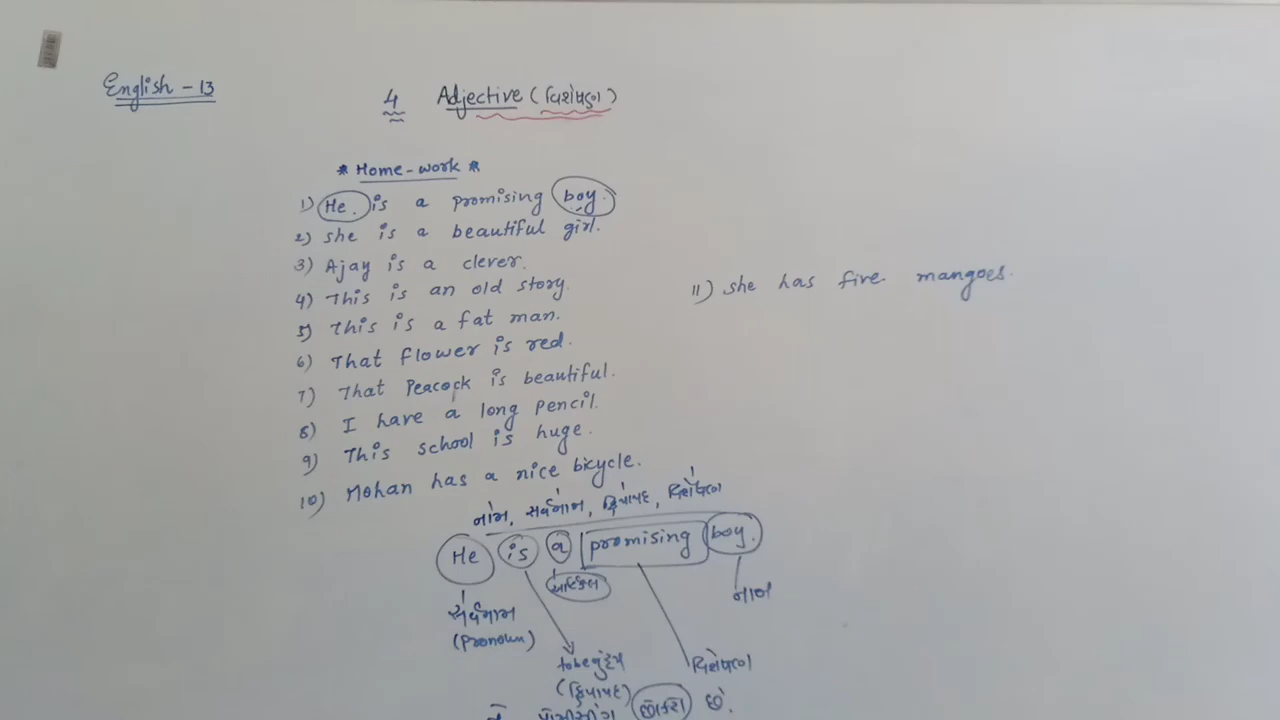 English - 13
4 Adjective (વિશેષણ)
* Home-work *
1) He is a promising boy.
2) She is a beautiful girl.
3) Ajay is a clever.
4) This is an old story.
5) This is a fat man.
6) That flower is red.
7) That Peacock is beautiful.
8) I have a long pencil.
9) This school is huge.
10) Mohan has a nice bicycle.
11) She has five mangoes.
નામ, સર્વનામ, ક્રિયાપદ, વિશેષણ
He is a promising boy.
આર્ટિકલ
નામ
સર્વનામ
(Pronoun)
tobeનું રૂપ
વિશેષણ
(ક્રિયાપદ)
તે પ્રોમીસીંગ છોકરો છે.